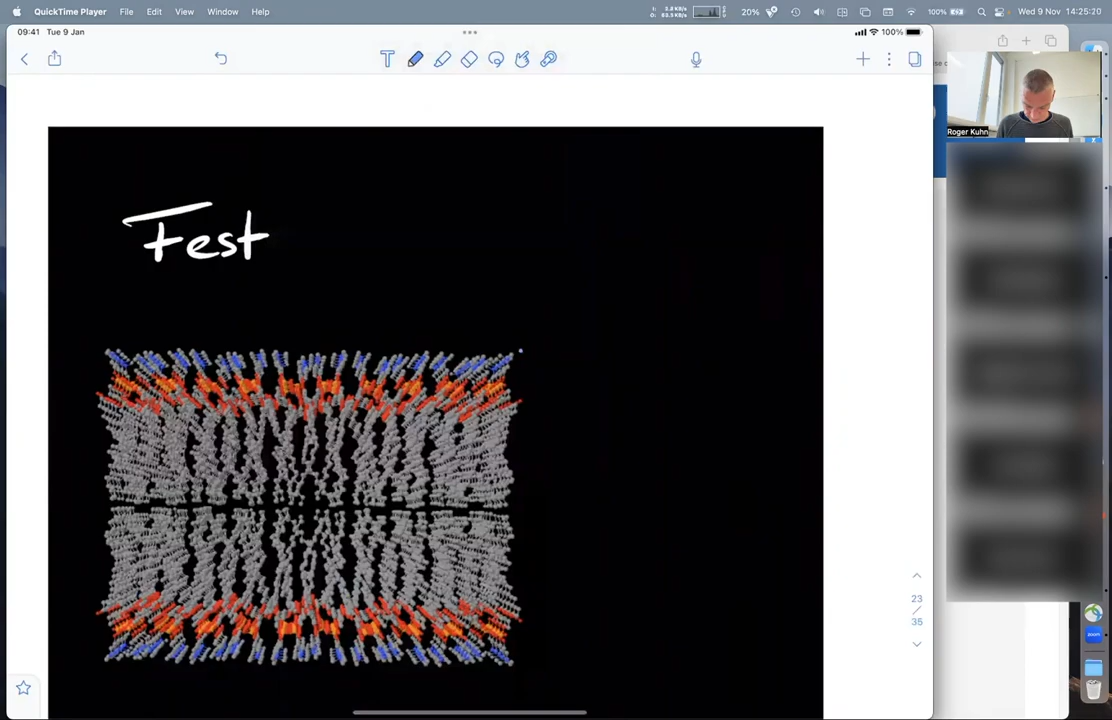 QuickTime Player File Edit View Window Help
20% 100% Wed 9 Nov 14:25:20
09:41 Tue 9 Jan
100%
Roger Kuhn
Fest
23
35
zoom